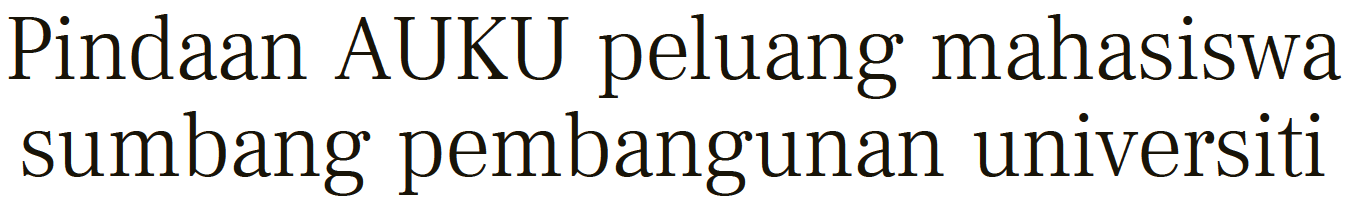 Pindaan AUKU peluang mahasiswa
sumbang pembangunan universiti